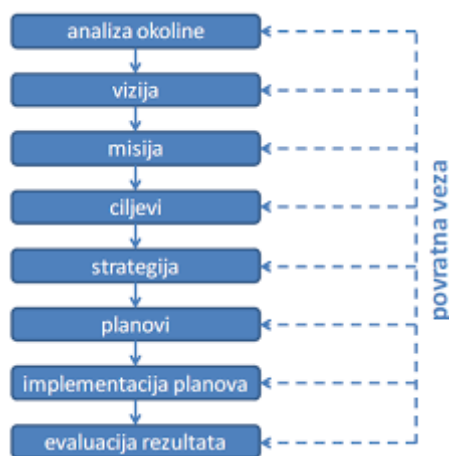 analiza okoline
vizija
misija
ciljevi
strategija
planovi
implementacija planova
evaluacija rezultata
povratna veza